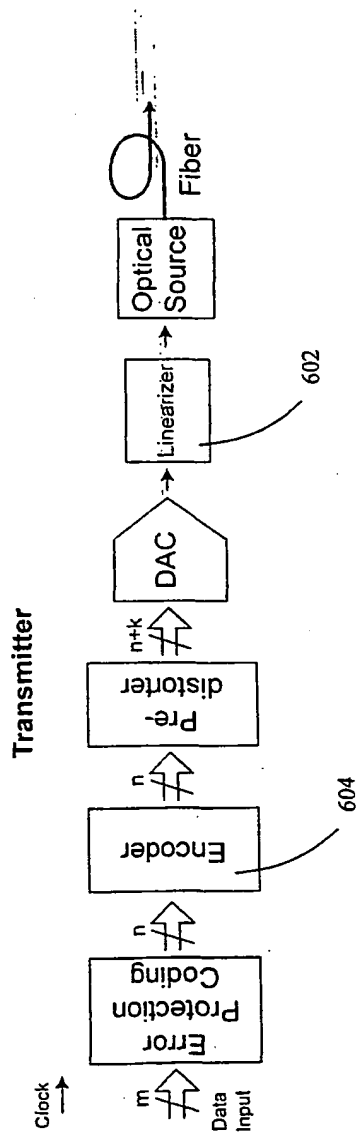 Transmitter
Clock
m
Data
Input
Error
Protection
Coding
n
Encoder
604
n
Pre-
distorter
n+k
DAC
Linearizer
602
Optical
Source
Fiber